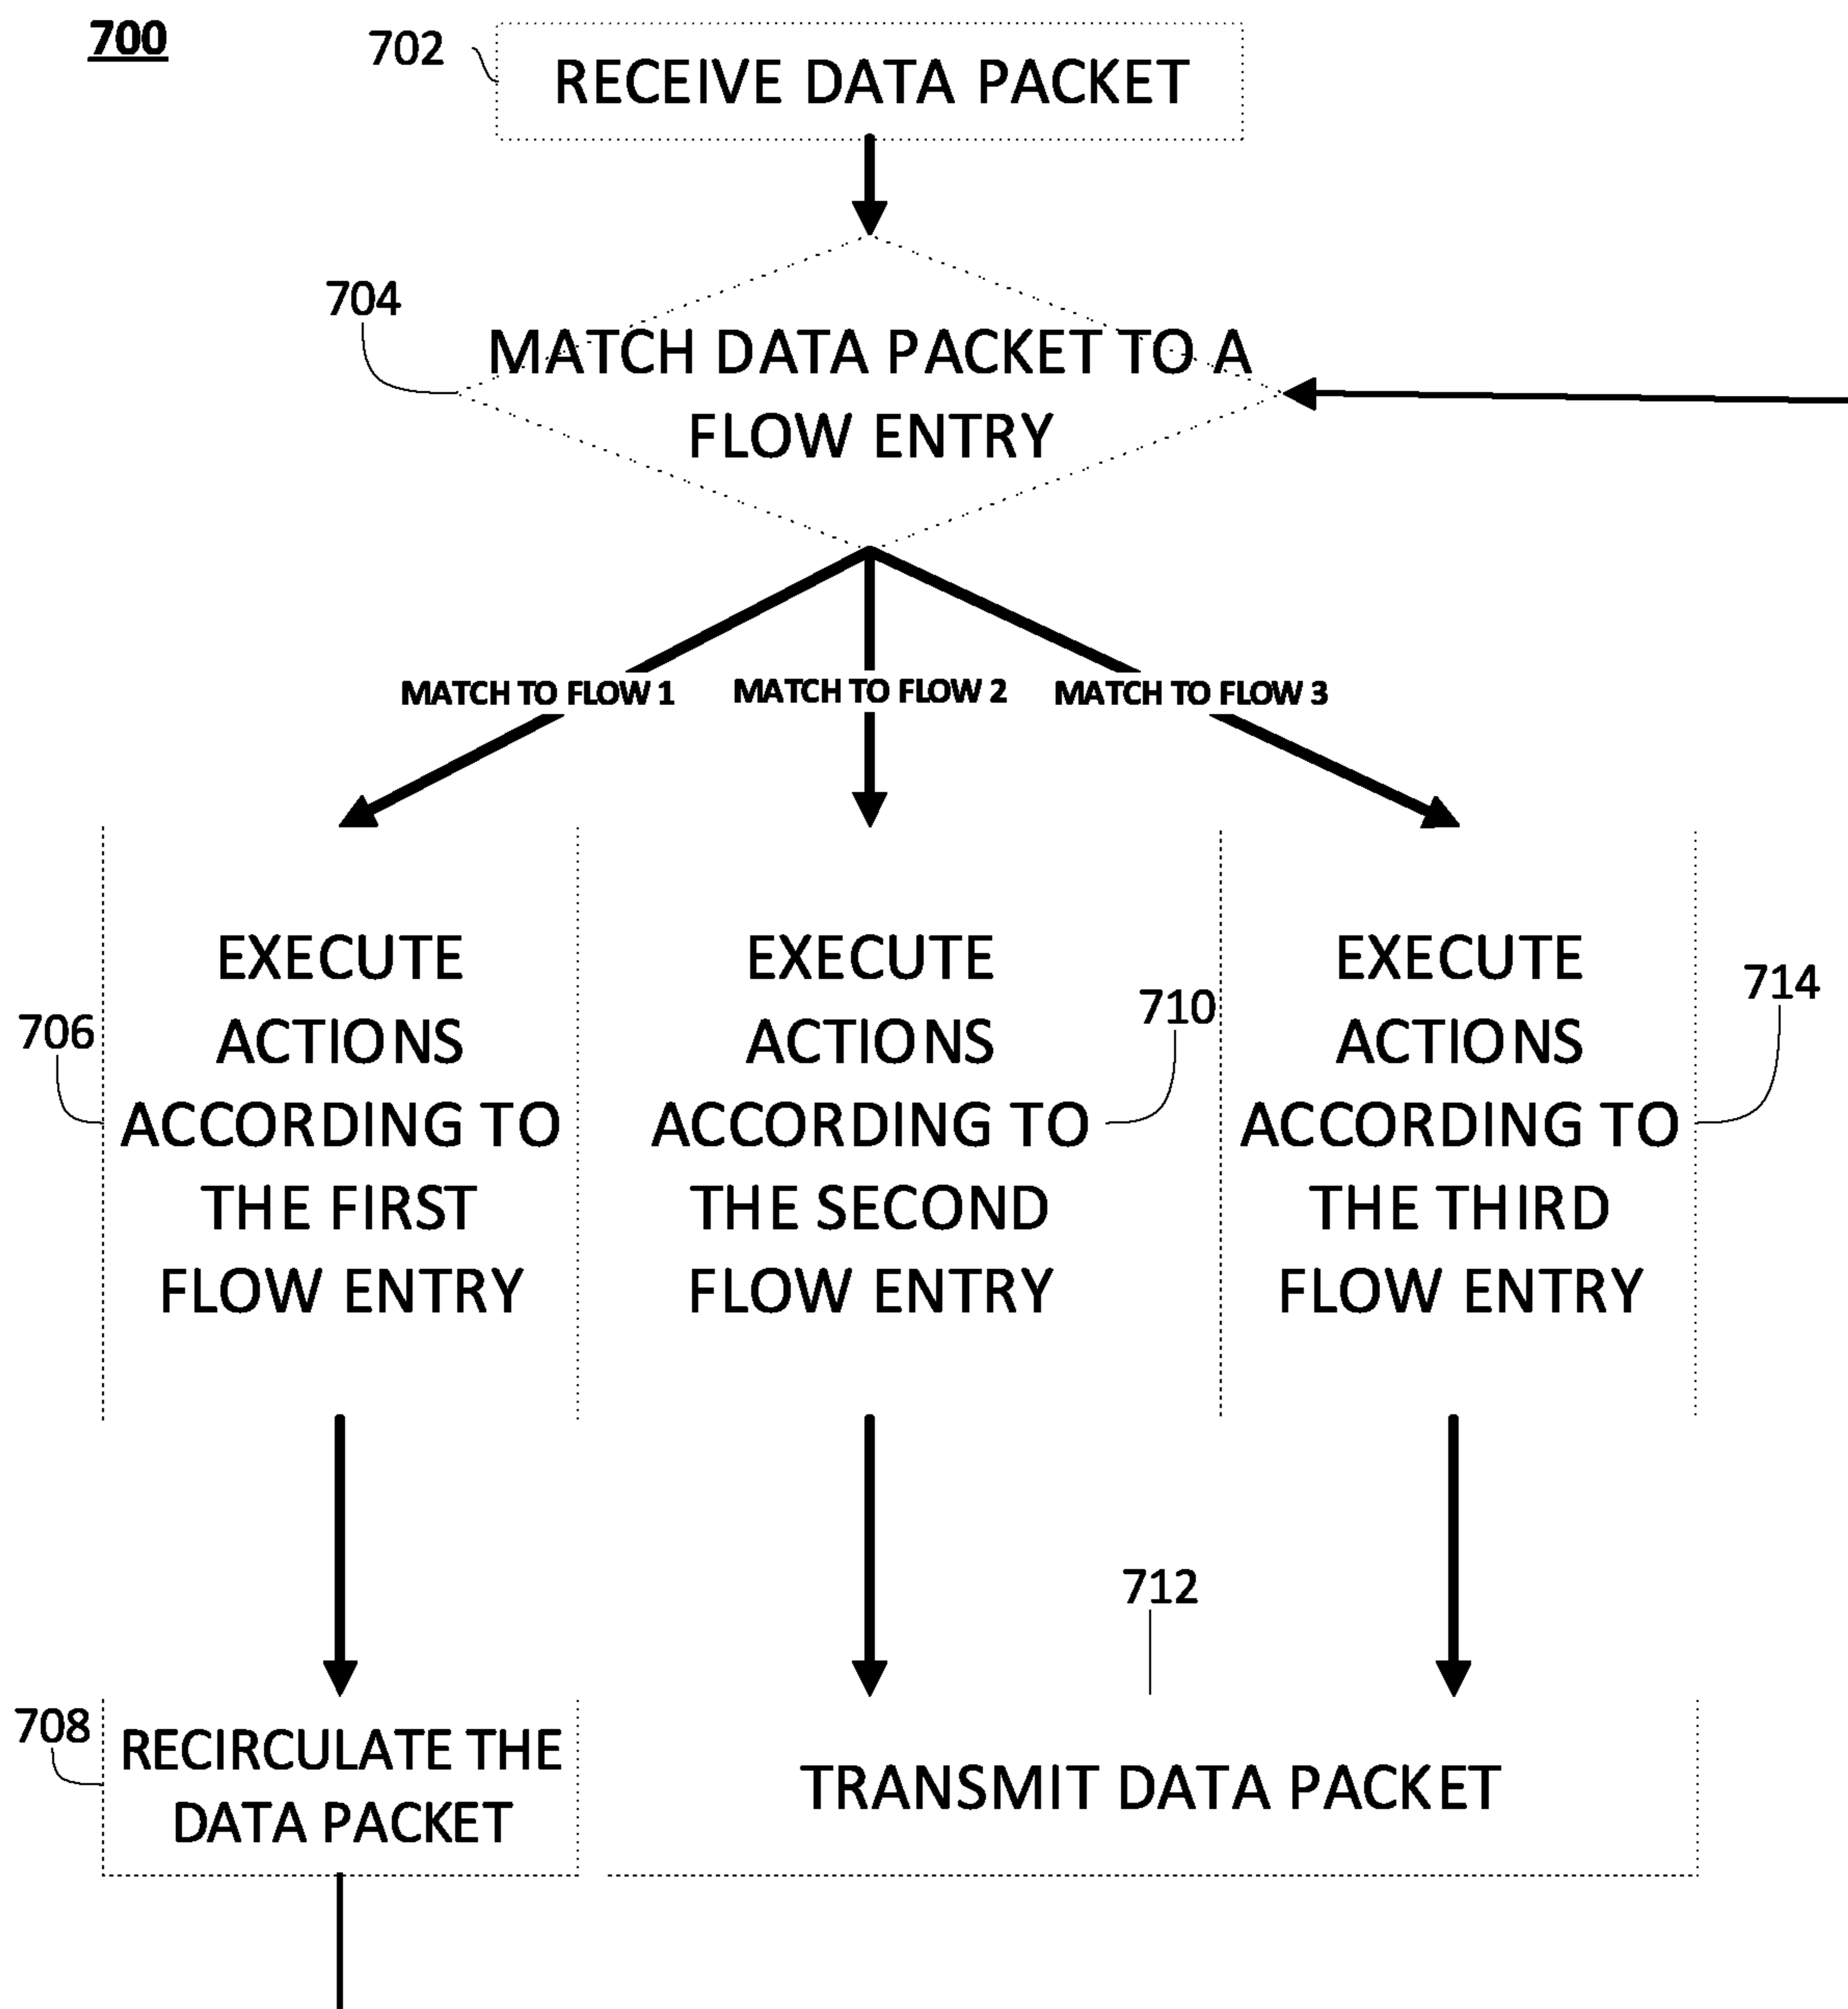 700
702
RECEIVE DATA PACKET
704
MATCH DATA PACKET TO A
FLOW ENTRY
MATCH TO FLOW 1
MATCH TO FLOW 2
MATCH TO FLOW 3
706
EXECUTE
ACTIONS
ACCORDING TO
THE FIRST
FLOW ENTRY
710
EXECUTE
ACTIONS
ACCORDING TO
THE SECOND
FLOW ENTRY
714
EXECUTE
ACTIONS
ACCORDING TO
THE THIRD
FLOW ENTRY
708
RECIRCULATE THE
DATA PACKET
712
TRANSMIT DATA PACKET